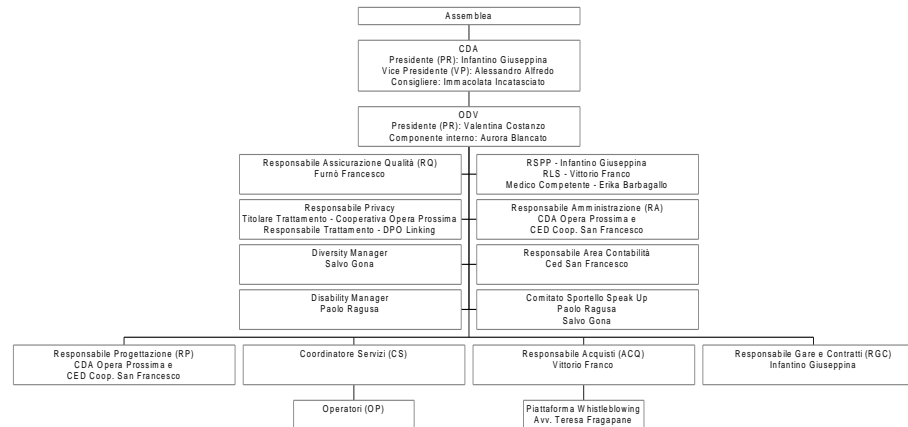 Assemblea
CDA
Presidente (PR): Infantino Giuseppina
Vice Presidente (VP): Alessandro Alfredo
Consigliere: Immacolata Incatasciato
ODV
Presidente (PR): Valentina Costanzo
Componente interno: Aurora Blancato
Responsabile Assicurazione Qualità (RQ)
Furnò Francesco
RSPP - Infantino Giuseppina
RLS - Vittorio Franco
Medico Competente - Erika Barbagallo
Responsabile Privacy
Titolare Trattamento - Cooperativa Opera Prossima
Responsabile Trattamento - DPO Linking
Responsabile Amministrazione (RA)
CDA Opera Prossima e
CED Coop. San Francesco
Diversity Manager
Salvo Gona
Responsabile Area Contabilità
Ced San Francesco
Disability Manager
Paolo Ragusa
Comitato Sportello Speak Up
Paolo Ragusa
Salvo Gona
Responsabile Progettazione (RP)
CDA Opera Prossima e
CED Coop. San Francesco
Coordinatore Servizi (CS)
Responsabile Acquisti (ACQ)
Vittorio Franco
Responsabile Gare e Contratti (RGC)
Infantino Giuseppina
Operatori (OP)
Piattaforma Whistleblowing
Avv. Teresa Fragapane